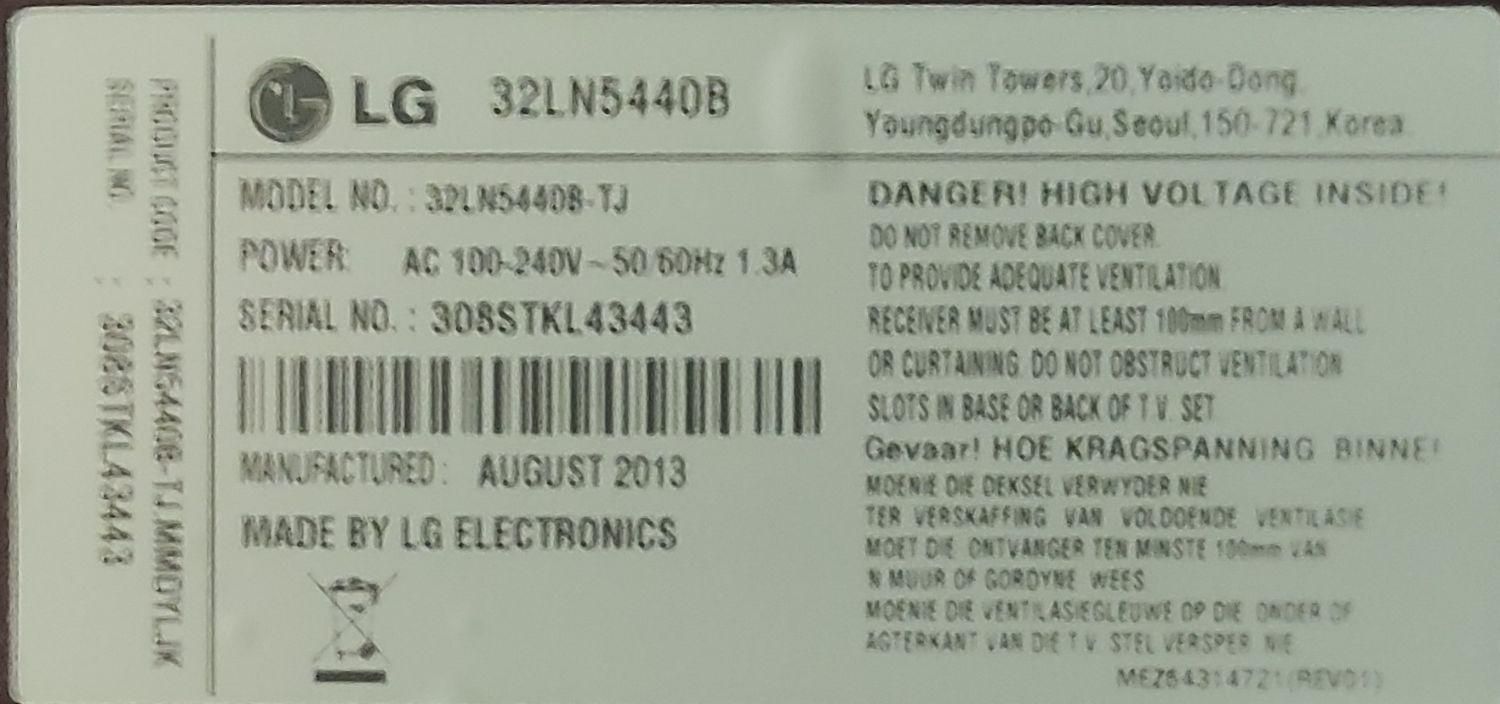 LG 32LN5440B
LG Twin Towers,20,Yoido-Dong,
Youngdungpo-Gu,Seoul,150-721,Korea
MODEL NO. : 32LN5440B-TJ
POWER: AC 100-240V ~ 50/60Hz 1.3A
SERIAL NO. : 308STKL43443
MANUFACTURED : AUGUST 2013
MADE BY LG ELECTRONICS
DANGER! HIGH VOLTAGE INSIDE!
DO NOT REMOVE BACK COVER.
TO PROVIDE ADEQUATE VENTILATION
RECEIVER MUST BE AT LEAST 100mm FROM A WALL
OR CURTAINING. DO NOT OBSTRUCT VENTILATION
SLOTS IN BASE OR BACK OF T.V. SET
Gevaar! HOE KRAGSPANNING BINNE!
MOENIE DIE DEKSEL VERWYDER NIE
TER VERSKAFFING VAN VOLDOENDE VENTILASIE
MOET DIE ONTVANGER TEN MINSTE 100mm VAN
N MUUR OF GORDYNE WEES
MOENIE DIE VENTILASIEGLEUWE OP DIE ONDER OF
AGTERKANT VAN DIE T.V. STEL VERSPER NIE
MEZ64314721(REV01)
PRODUCT CODE : 32LN5440B-TJ.MMMDYLJK
SERIAL NO. : 308STKL43443